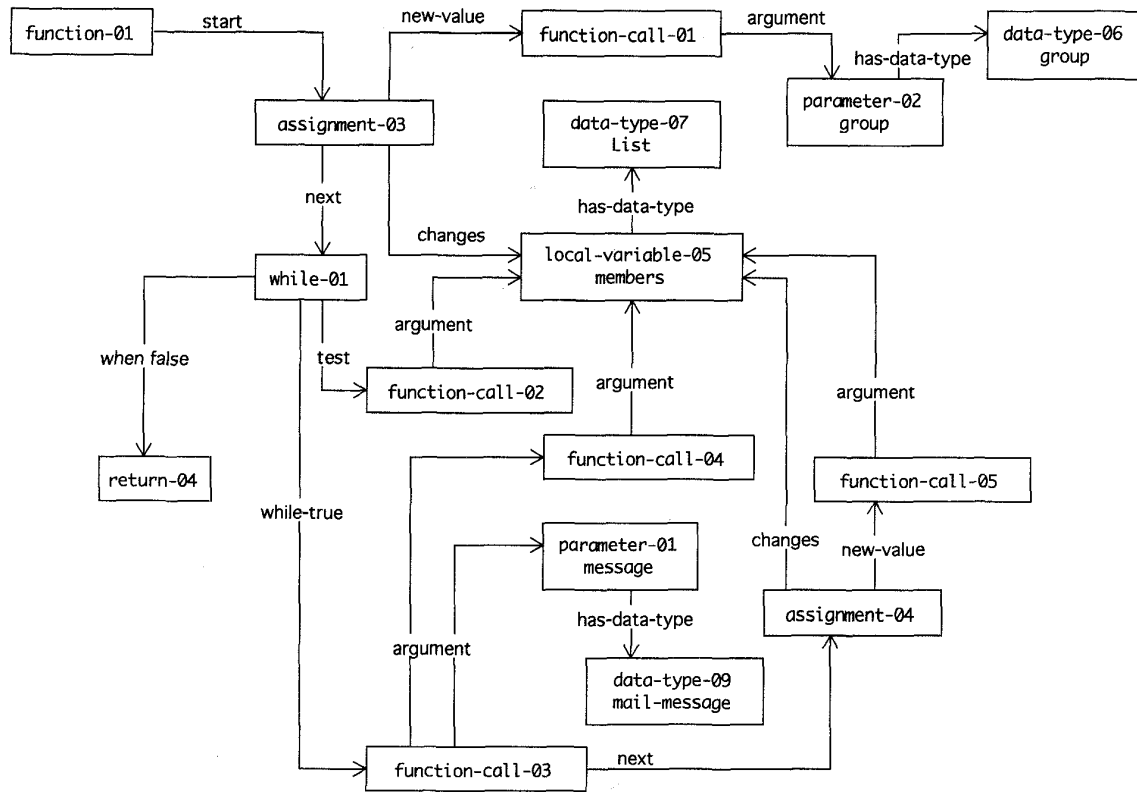 function-01
start
new-value
function-call-01
argument
data-type-06
group
has-data-type
parameter-02
group
assignment-03
data-type-07
List
next
has-data-type
changes
local-variable-05
members
while-01
argument
when false
test
function-call-02
argument
argument
function-call-04
return-04
function-call-05
while-true
parameter-01
message
changes
new-value
has-data-type
assignment-04
argument
data-type-09
mail-message
function-call-03
next